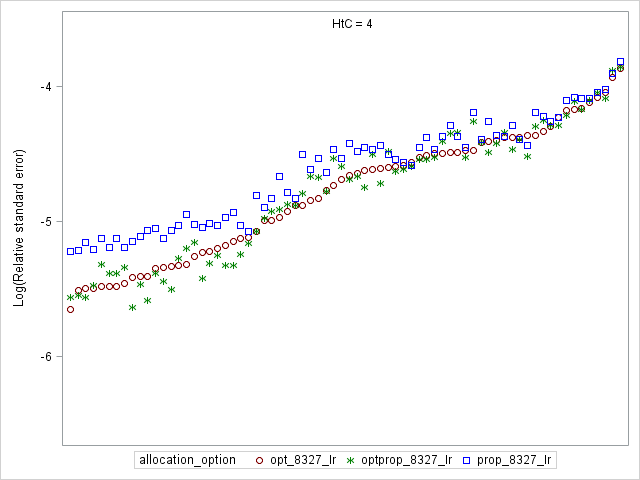 HtC = 4
-4
-5
-6
Log(Relative standard error)
allocation_option opt_8327_lr optprop_8327_lr prop_8327_lr